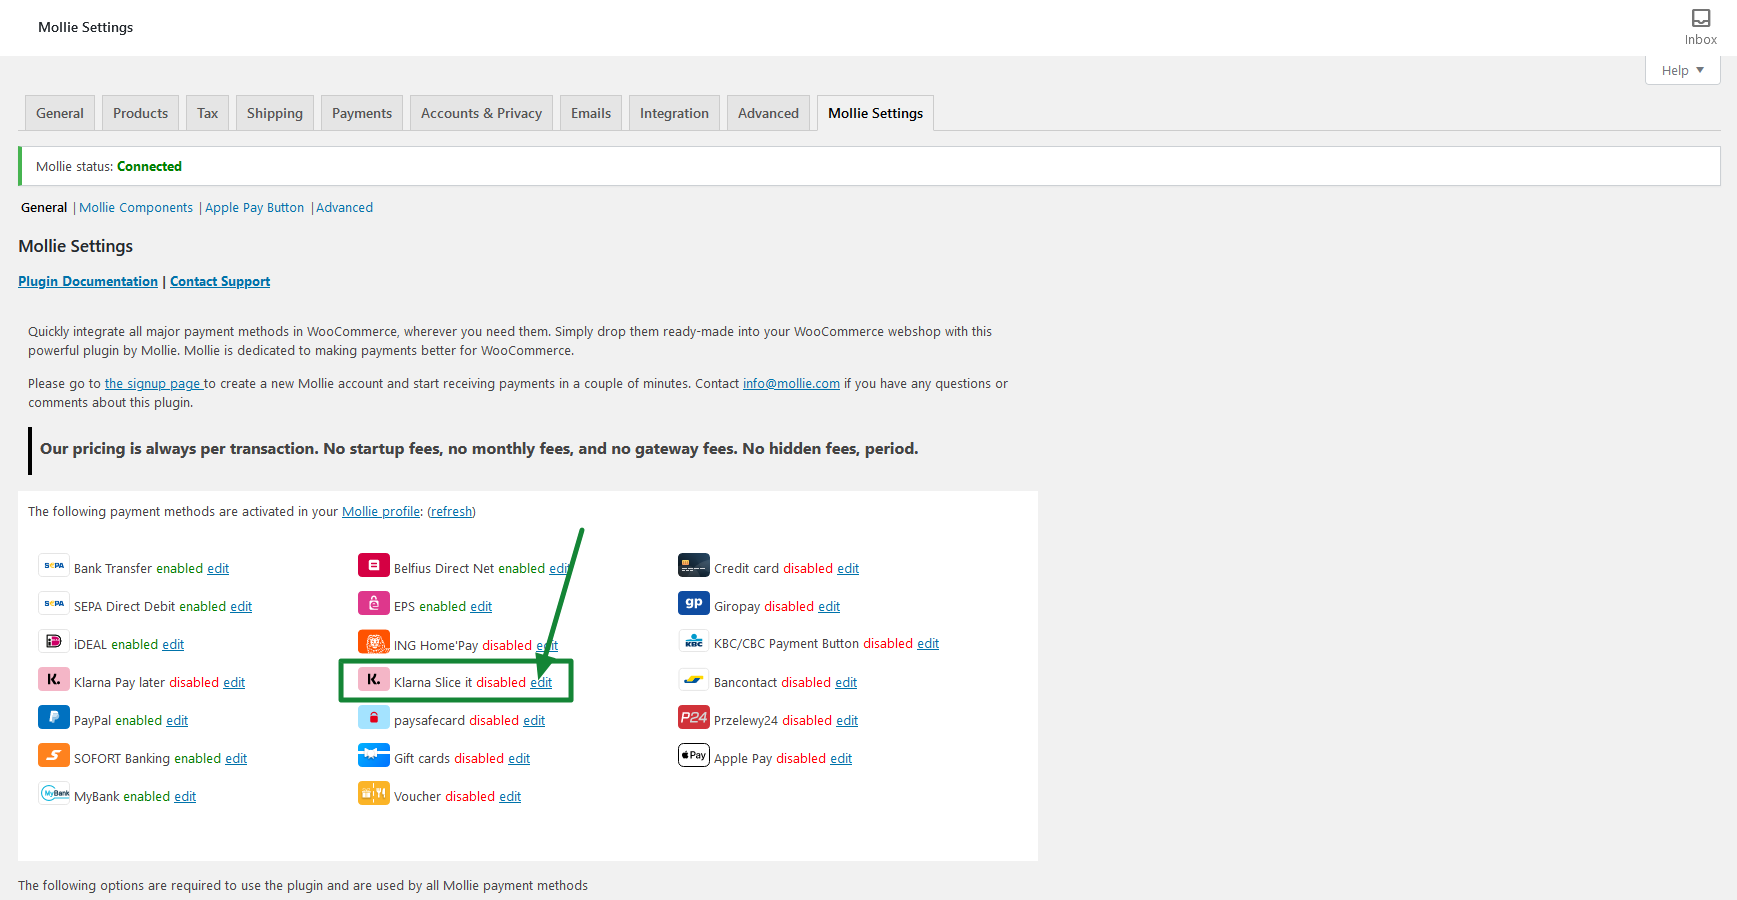 Mollie Settings
Inbox
Help
General Products Tax Shipping Payments Accounts & Privacy Emails Integration Advanced Mollie Settings
Mollie status: Connected
General | Mollie Components | Apple Pay Button | Advanced
Mollie Settings
Plugin Documentation | Contact Support
Quickly integrate all major payment methods in WooCommerce, wherever you need them. Simply drop them ready-made into your WooCommerce webshop with this
powerful plugin by Mollie. Mollie is dedicated to making payments better for WooCommerce.
Please go to the signup page to create a new Mollie account and start receiving payments in a couple of minutes. Contact info@mollie.com if you have any questions or
comments about this plugin.
Our pricing is always per transaction. No startup fees, no monthly fees, and no gateway fees. No hidden fees, period.
The following payment methods are activated in your Mollie profile: (refresh)
SEPA Bank Transfer enabled edit Belfius Direct Net enabled edit Credit card disabled edit
SEPA SEPA Direct Debit enabled edit EPS enabled edit gp Giropay disabled edit
iDEAL enabled edit ING Home'Pay disabled edit KBC KBC/CBC Payment Button disabled edit
K. Klarna Pay later disabled edit K. Klarna Slice it disabled edit Bancontact disabled edit
PayPal enabled edit paysafecard disabled edit P24 Przelewy24 disabled edit
SOFORT Banking enabled edit Gift cards disabled edit Pay Apple Pay disabled edit
MyBank MyBank enabled edit Voucher disabled edit
The following options are required to use the plugin and are used by all Mollie payment methods